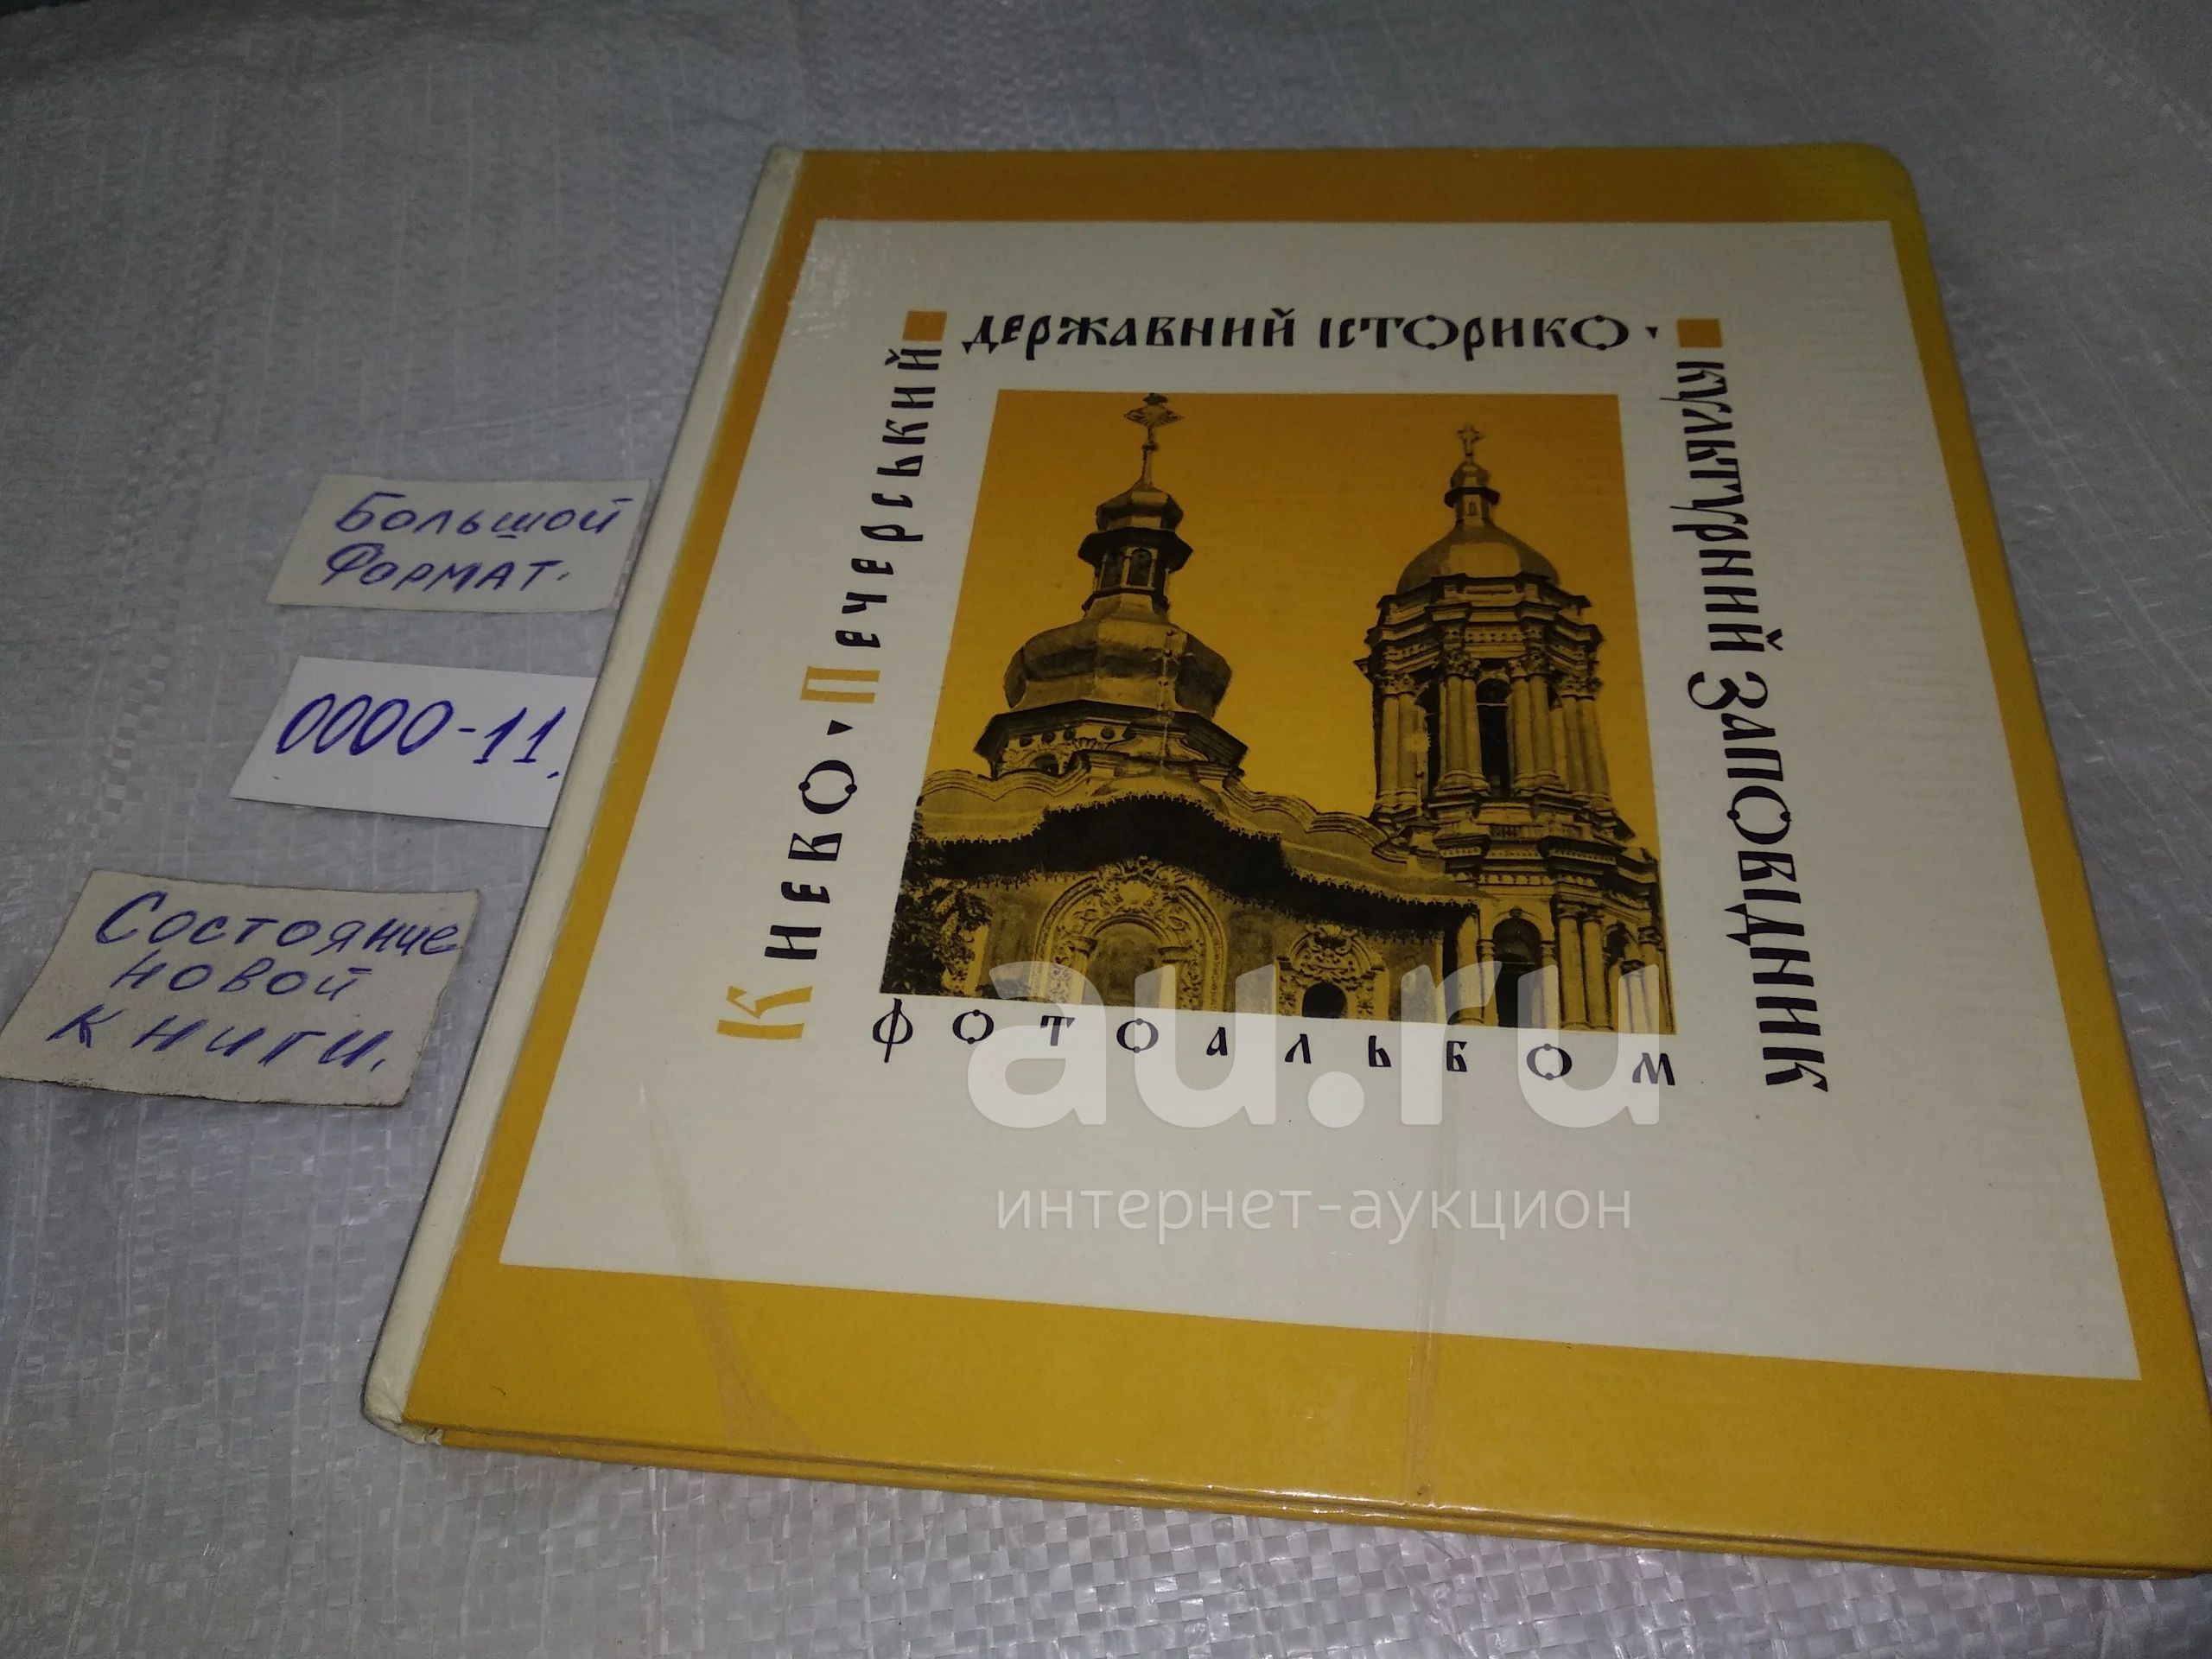 Києво-Печерський
державний історико-
культурний заповідник
фотоальбом
Большой
формат.
0000-11.
Состояние
новой
книги.
au.ru
интернет-аукцион